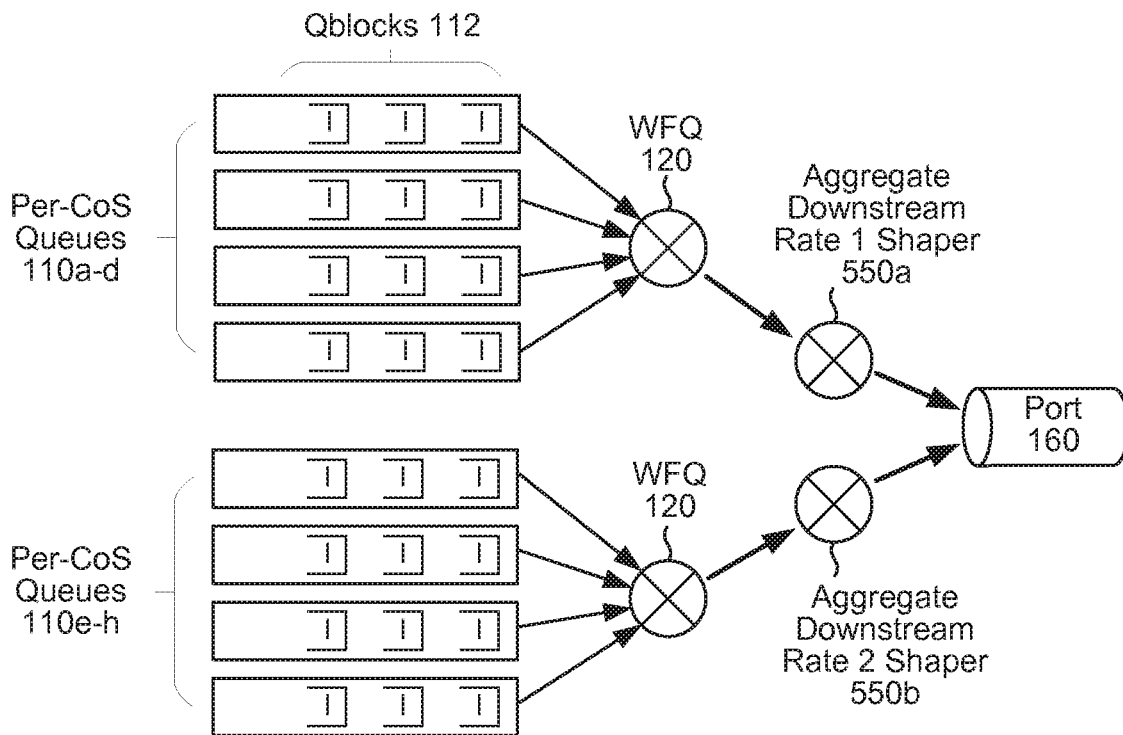 Qblocks 112
Per-CoS
Queues
110a-d
WFQ
120
Aggregate
Downstream
Rate 1 Shaper
550a
Port
160
Per-CoS
Queues
110e-h
WFQ
120
Aggregate
Downstream
Rate 2 Shaper
550b